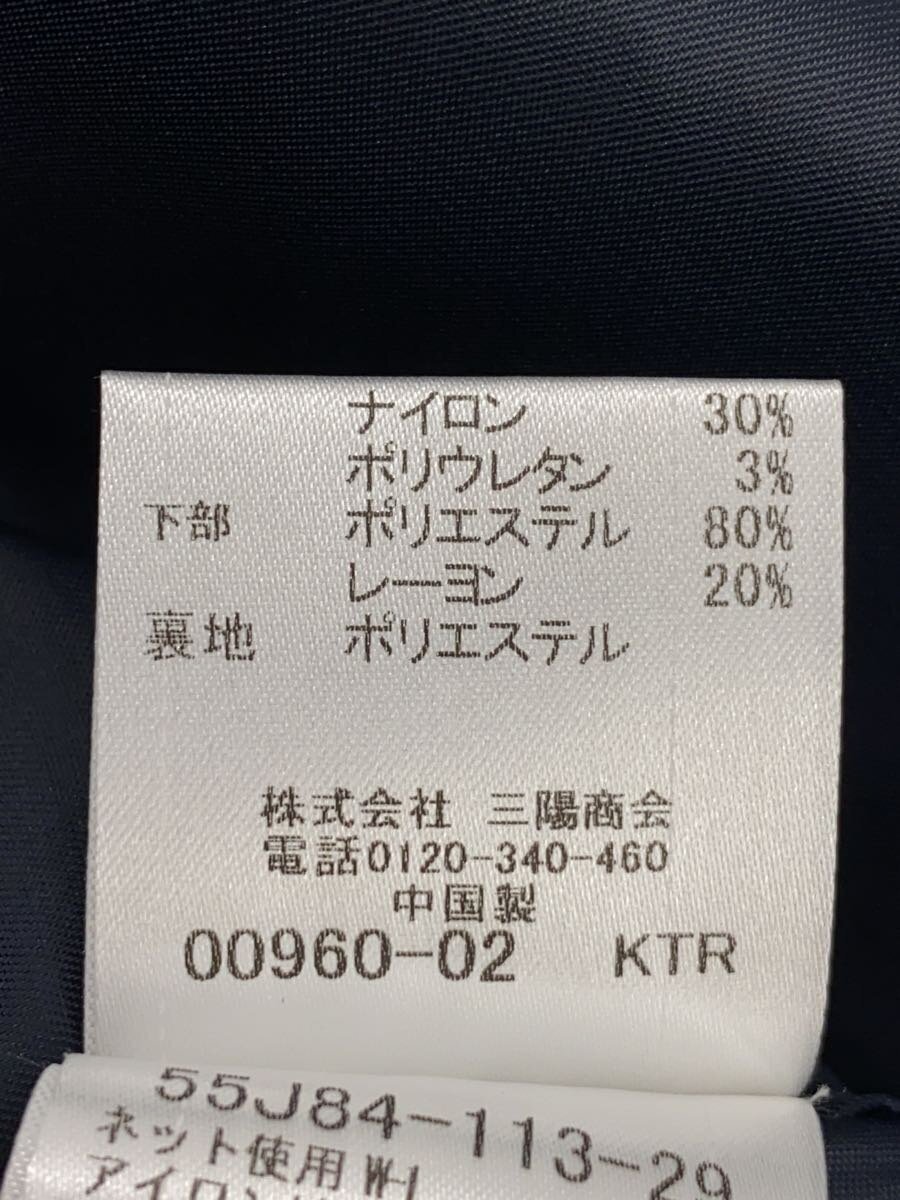 ナイロン 30%
ポリウレタン 3%
下部 ポリエステル 80%
レーヨン 20%
裏地 ポリエステル
株式会社 三陽商会
電話0120-340-460
中国製
00960-02 KTR
55J84-113-29
ネット使用 W-1